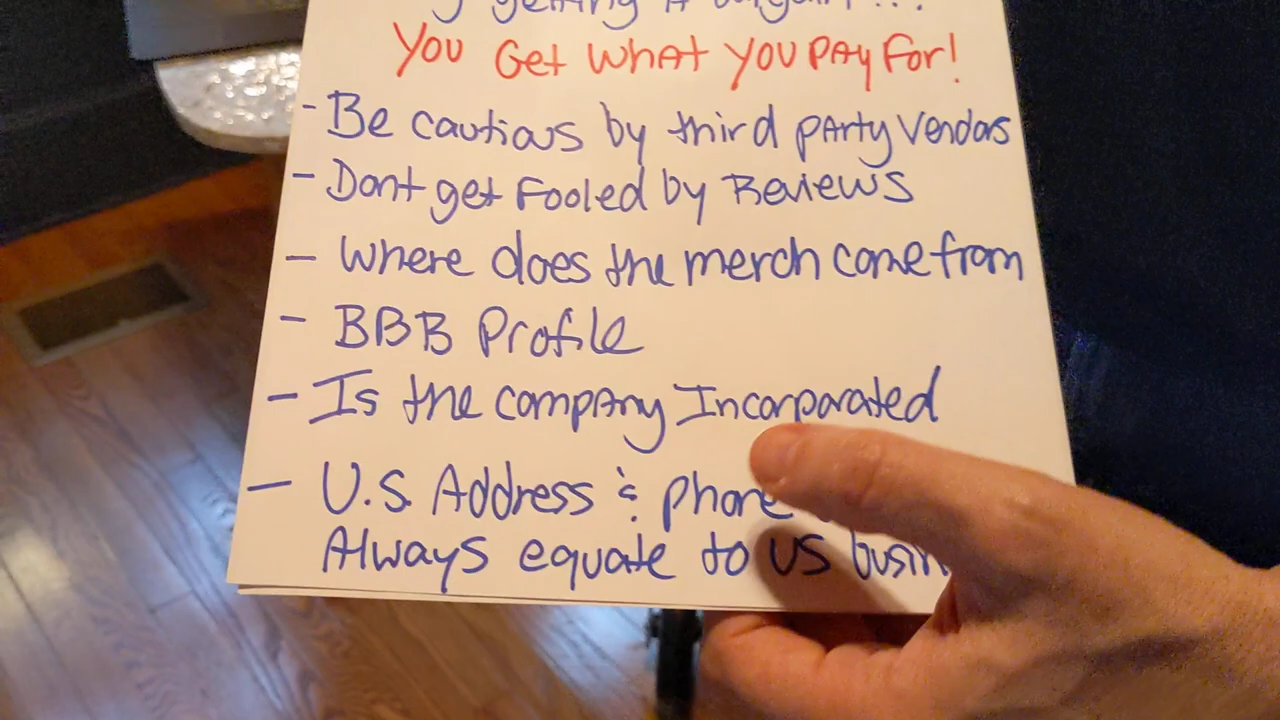 getting a
You Get What You Pay For!
- Be cautious by third party Vendors
- Dont get Fooled by Reviews
- Where does the merch come from
- BBB Profile
- Is the company Incorporated
- U.S. Address & phone
Always equate to US